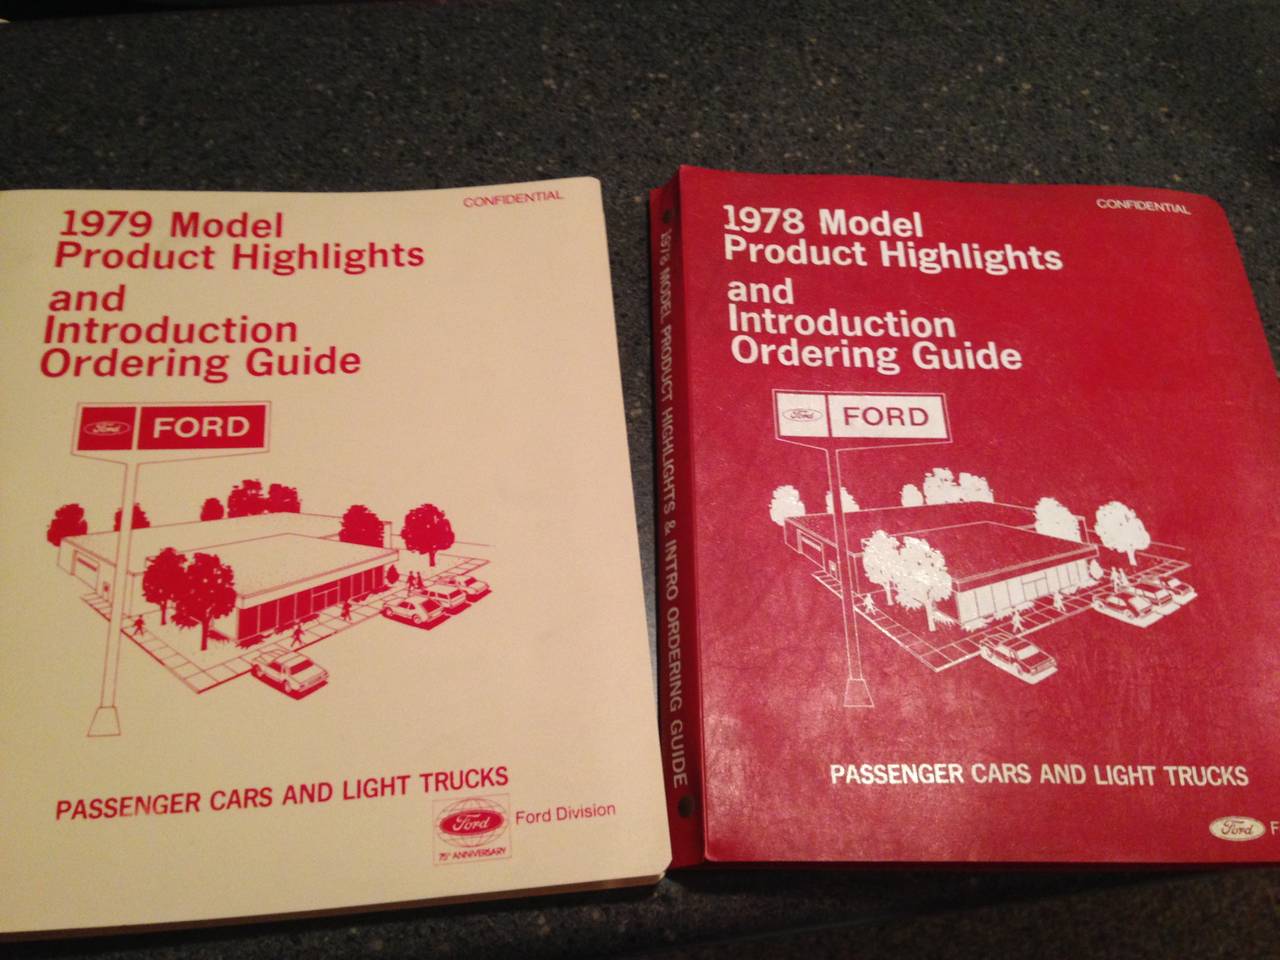 CONFIDENTIAL
1979 Model
Product Highlights
and
Introduction
Ordering Guide
Ford
FORD
PASSENGER CARS AND LIGHT TRUCKS
Ford
75th ANNIVERSARY
Ford Division
1978 MODEL PRODUCT HIGHLIGHTS & INTRO ORDERING GUIDE
CONFIDENTIAL
1978 Model
Product Highlights
and
Introduction
Ordering Guide
Ford
FORD
PASSENGER CARS AND LIGHT TRUCKS
Ford
F